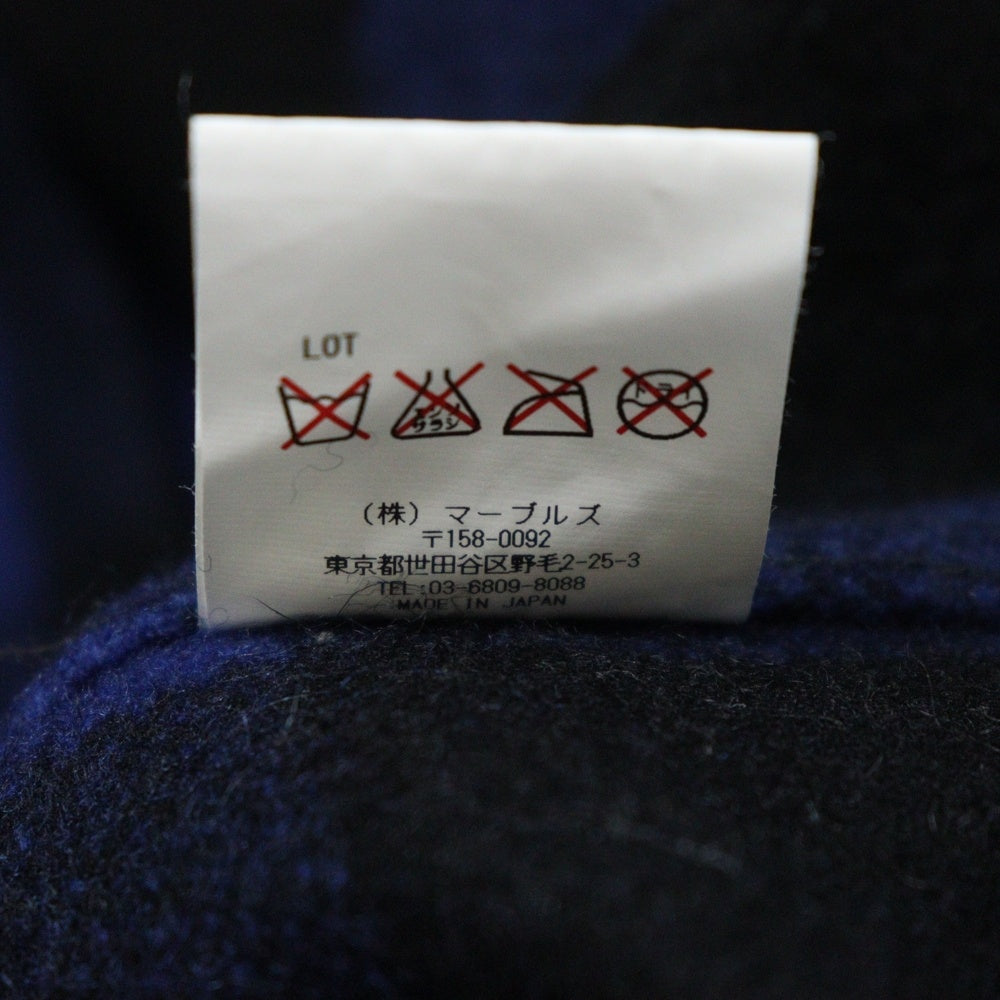 LOT
エンソ サラシ ドライ
（株）マーブルズ
〒158-0092
東京都世田谷区野毛2-25-3
TEL:03-6809-8088
MADE IN JAPAN